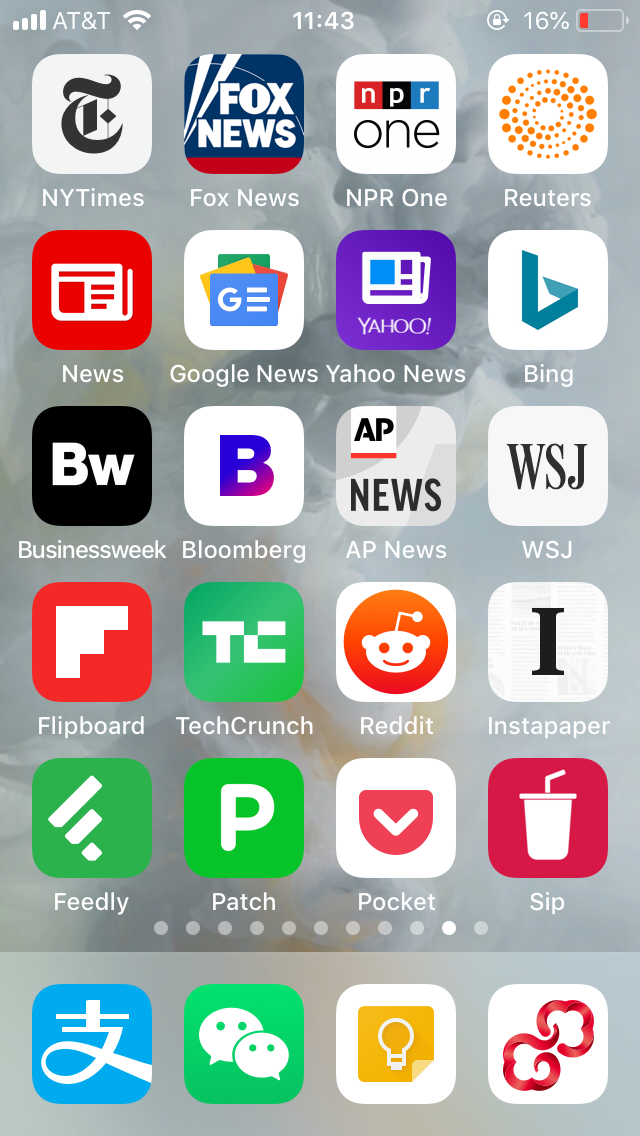 AT&T 11:43 16%
T
FOX NEWS
npr one
NYTimes Fox News NPR One Reuters
G
YAHOO!
News Google News Yahoo News Bing
Bw
B
AP NEWS
WSJ
Businessweek Bloomberg AP News WSJ
TC
I
Flipboard TechCrunch Reddit Instapaper
P
Feedly Patch Pocket Sip
支